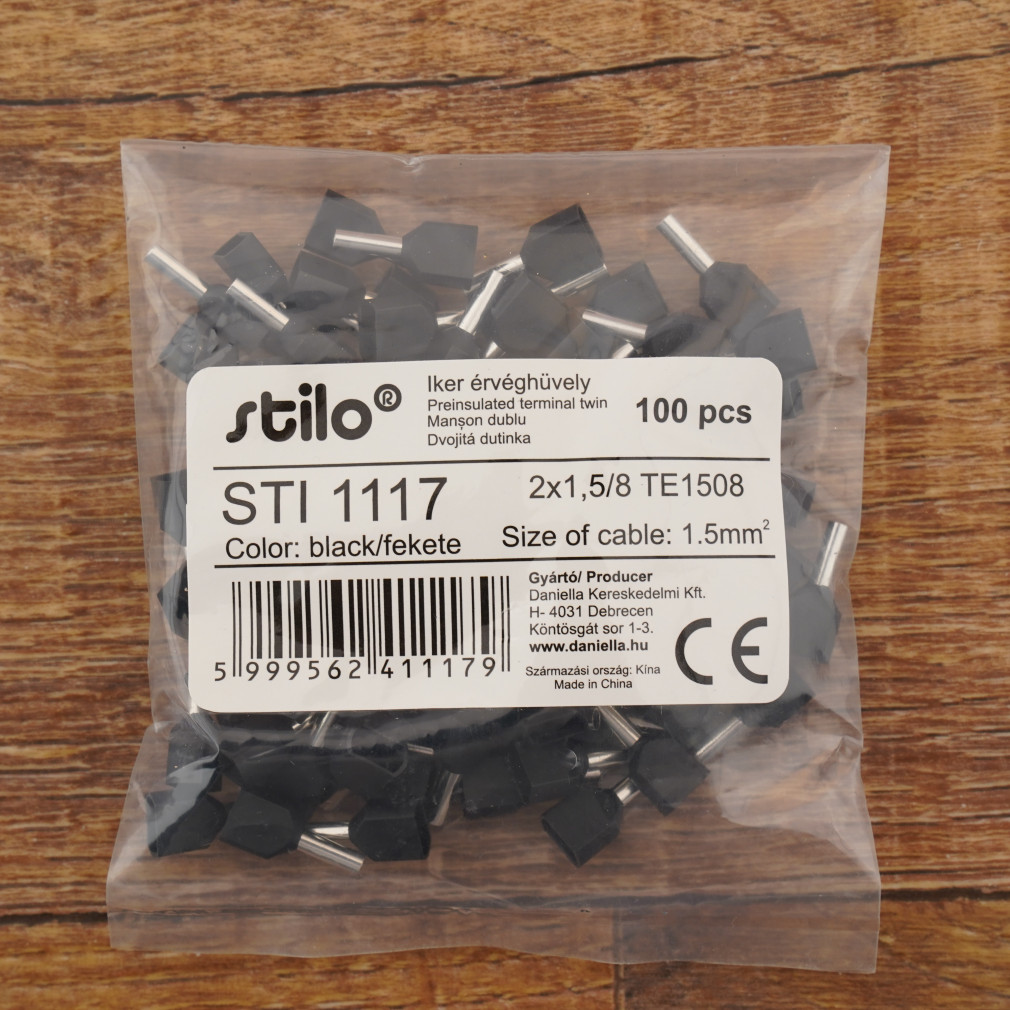 stilo®
Iker érvéghüvely
Preinsulated terminal twin
Manșon dublu
Dvojitá dutinka
100 pcs
STI 1117
2x1,5/8 TE1508
Color: black/fekete
Size of cable: 1.5mm²
5 999562 411179
Gyártó/ Producer
Daniella Kereskedelmi Kft.
H- 4031 Debrecen
Köntösgát sor 1-3.
www.daniella.hu
Származási ország: Kína
Made in China
CE